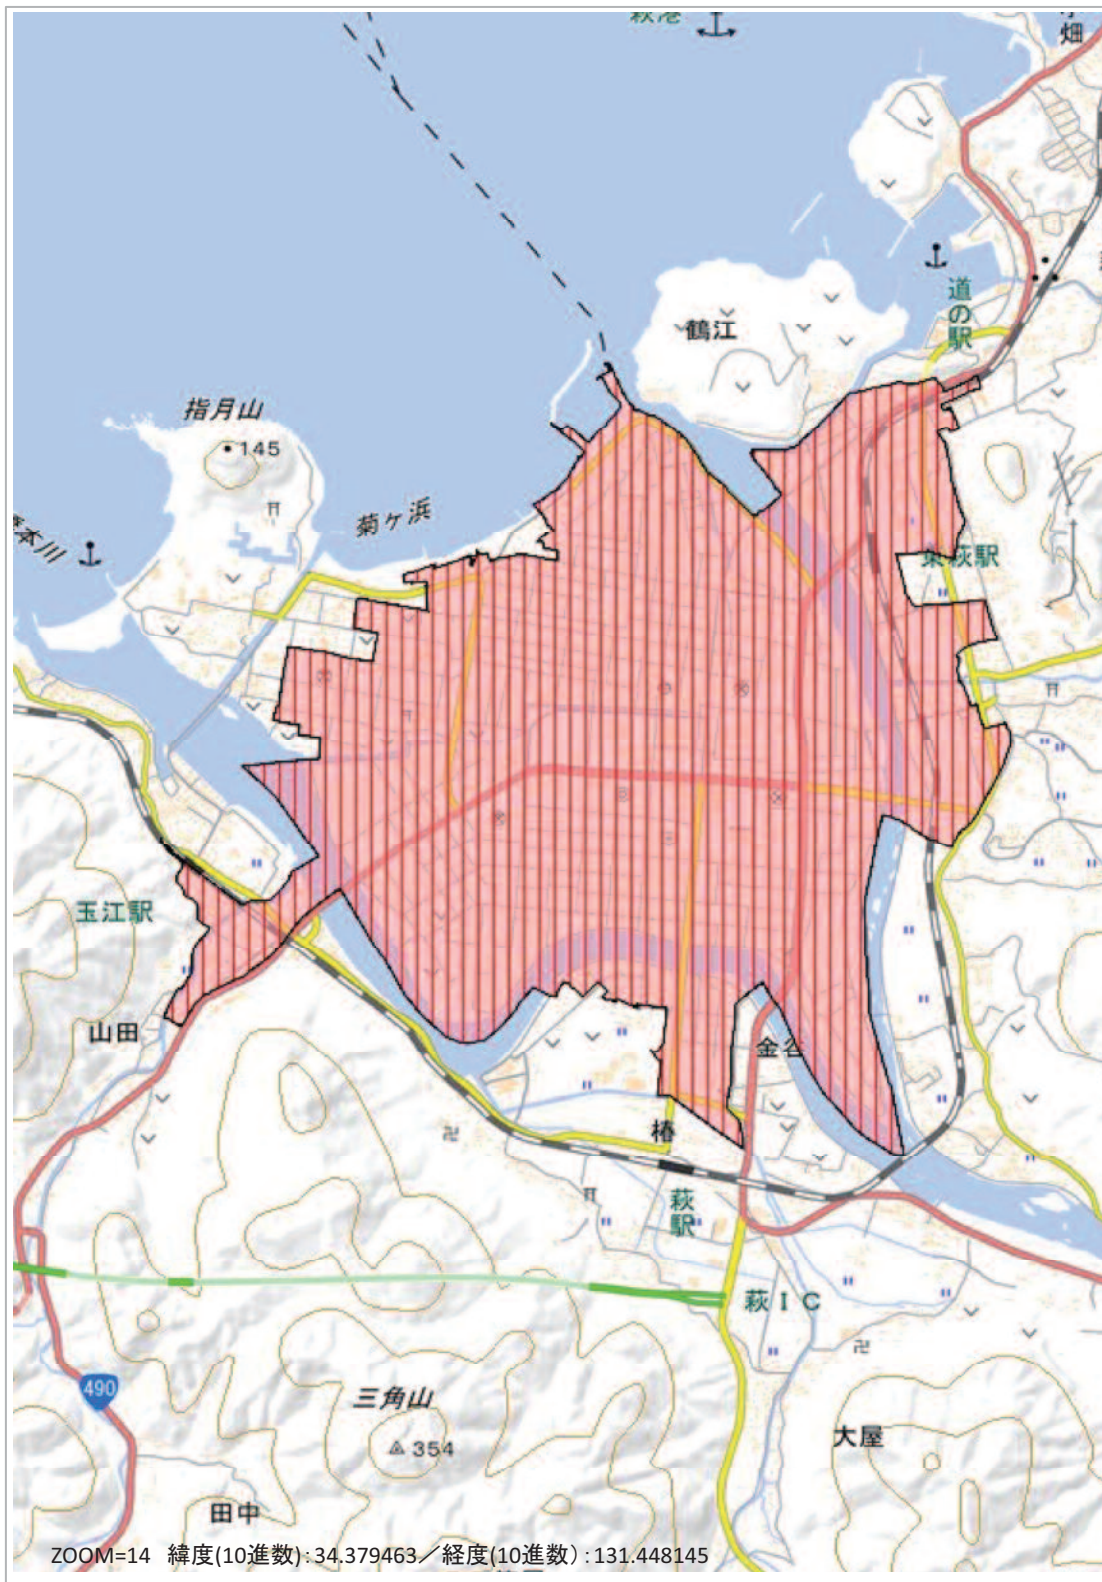 萩港
畑
道の駅
鶴江
指月山
145
菊ヶ浜
本川
東萩駅
玉江駅
山田
金谷
椿
萩駅
萩IC
490
三角山
354
大屋
田中
ZOOM=14 緯度(10進数):34.379463／経度(10進数):131.448145